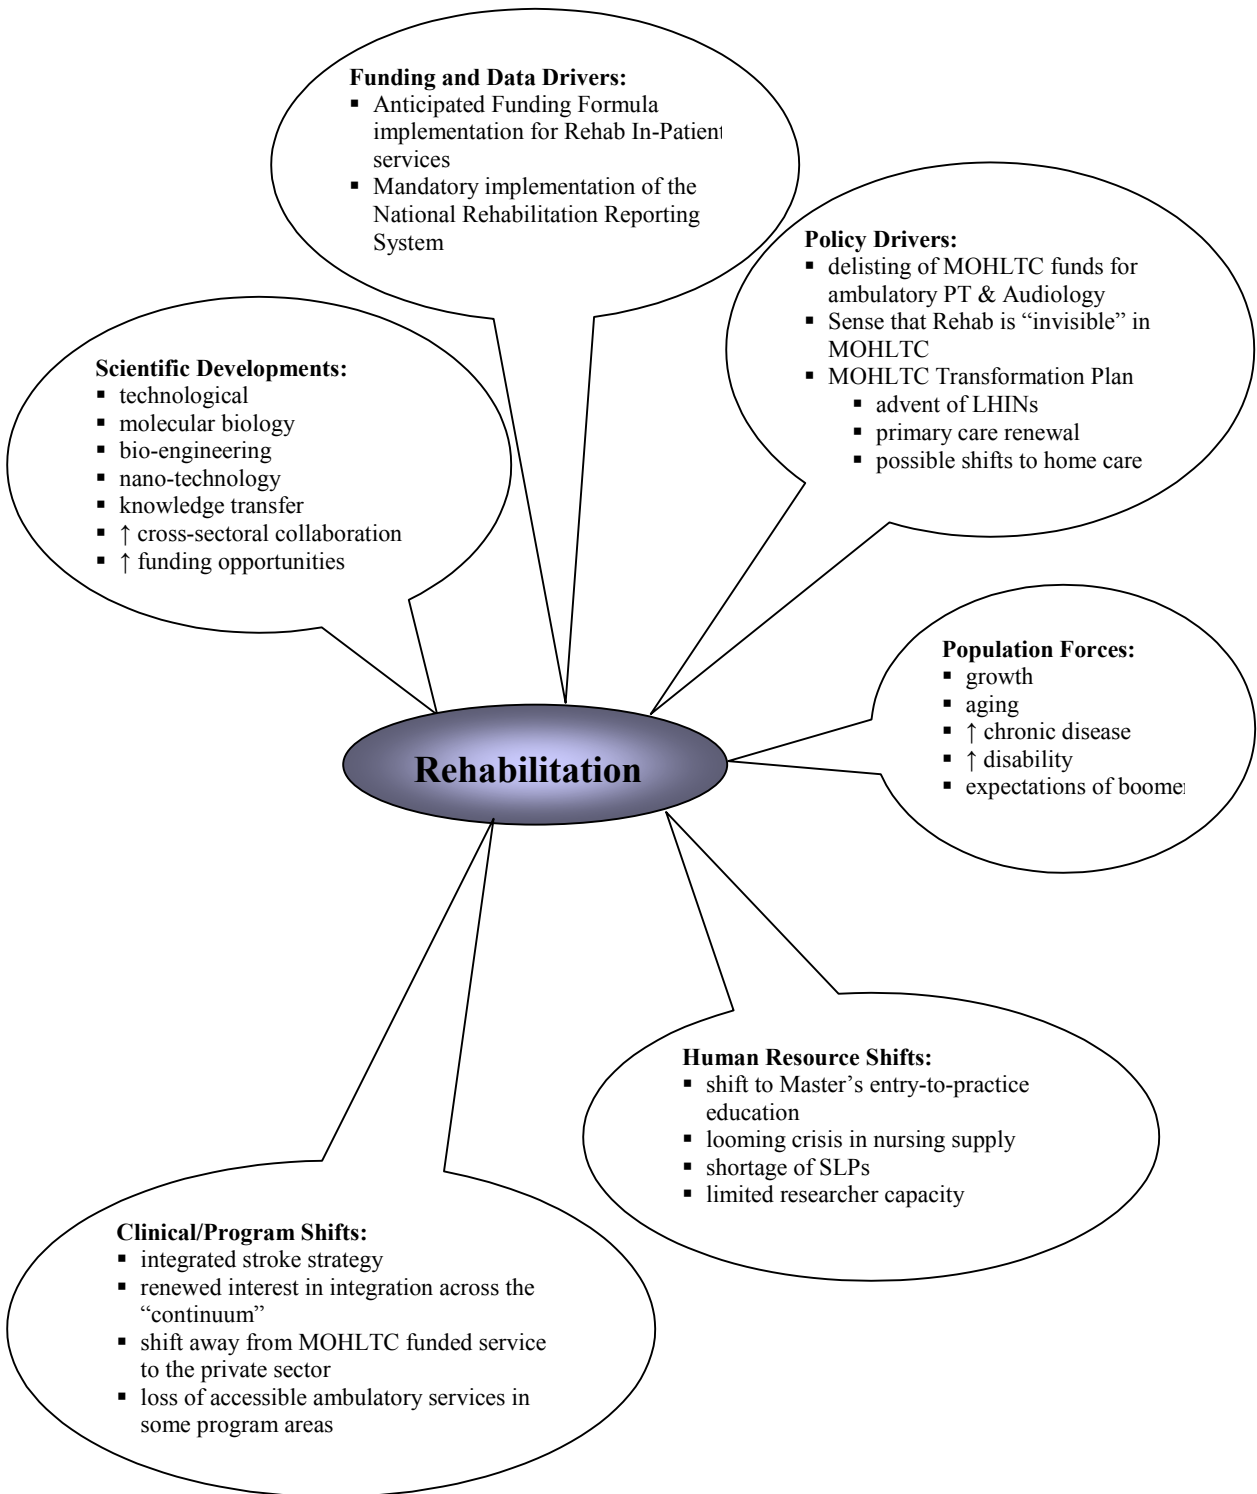 Funding and Data Drivers:
▪ Anticipated Funding Formula
implementation for Rehab In-Patient
services
▪ Mandatory implementation of the
National Rehabilitation Reporting
System
Policy Drivers:
▪ delisting of MOHLTC funds for
ambulatory PT & Audiology
▪ Sense that Rehab is “invisible” in
MOHLTC
▪ MOHLTC Transformation Plan
▪ advent of LHINs
▪ primary care renewal
▪ possible shifts to home care
Scientific Developments:
▪ technological
▪ molecular biology
▪ bio-engineering
▪ nano-technology
▪ knowledge transfer
▪ ↑ cross-sectoral collaboration
▪ ↑ funding opportunities
Population Forces:
▪ growth
▪ aging
▪ ↑ chronic disease
▪ ↑ disability
▪ expectations of boomer
Rehabilitation
Human Resource Shifts:
▪ shift to Master’s entry-to-practice
education
▪ looming crisis in nursing supply
▪ shortage of SLPs
▪ limited researcher capacity
Clinical/Program Shifts:
▪ integrated stroke strategy
▪ renewed interest in integration across the
“continuum”
▪ shift away from MOHLTC funded service
to the private sector
▪ loss of accessible ambulatory services in
some program areas